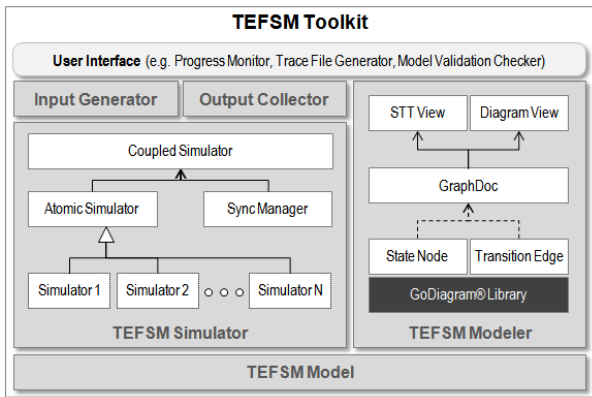 TEFSM Toolkit
User Interface (e.g. Progress Monitor, Trace File Generator, Model Validation Checker)
Input Generator
Output Collector
Coupled Simulator
Atomic Simulator
Sync Manager
Simulator 1
Simulator 2
Simulator N
TEFSM Simulator
STT View
Diagram View
GraphDoc
State Node
Transition Edge
GoDiagram® Library
TEFSM Modeler
TEFSM Model